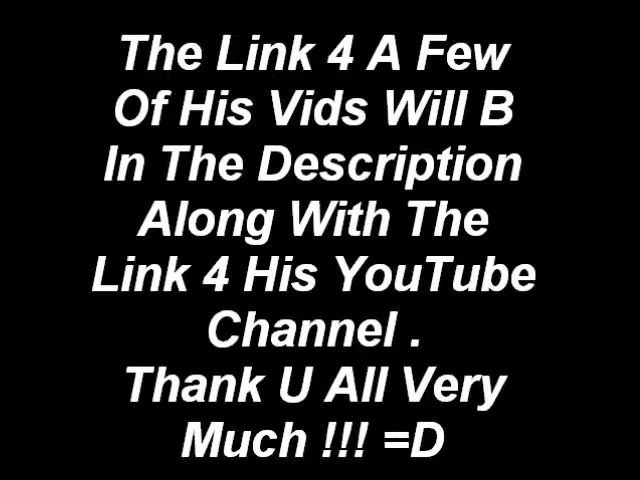 The Link 4 A Few
Of His Vids Will B
In The Description
Along With The
Link 4 His YouTube
Channel .
Thank U All Very
Much !!! =D